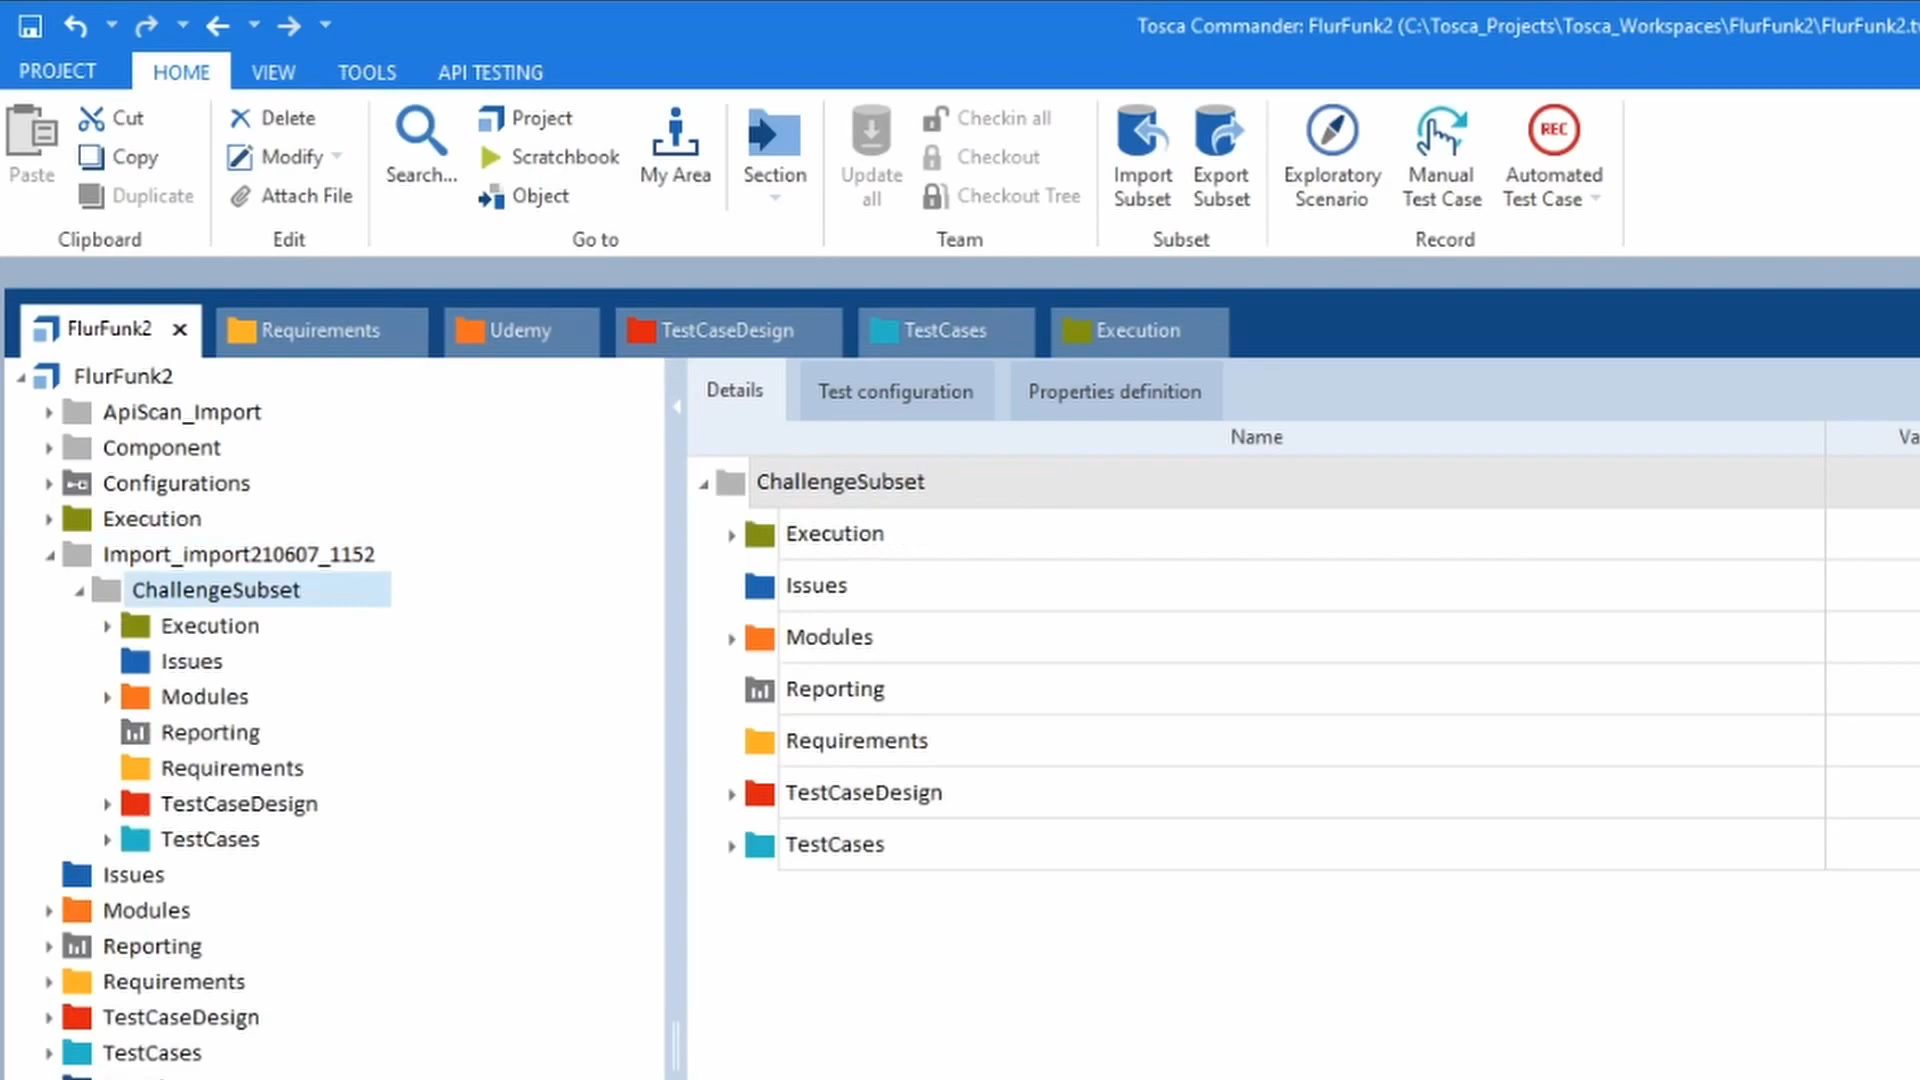 Tosca Commander: FlurFunk2 (C:\Tosca_Projects\Tosca_Workspaces\FlurFunk2\FlurFunk2.t
PROJECT HOME VIEW TOOLS API TESTING
Paste
Cut
Copy
Duplicate
Clipboard
Delete
Modify
Attach File
Edit
Search...
Project
Scratchbook
Object
My Area
Go to
Section
Update all
Checkin all
Checkout
Checkout Tree
Team
Import Subset
Export Subset
Subset
Exploratory Scenario
Manual Test Case
REC
Automated Test Case
Record
FlurFunk2 Requirements Udemy TestCaseDesign TestCases Execution
FlurFunk2
ApiScan_Import
Component
Configurations
Execution
Import_import210607_1152
ChallengeSubset
Execution
Issues
Modules
Reporting
Requirements
TestCaseDesign
TestCases
Issues
Modules
Reporting
Requirements
TestCaseDesign
TestCases
Details Test configuration Properties definition
Name Va
ChallengeSubset
Execution
Issues
Modules
Reporting
Requirements
TestCaseDesign
TestCases